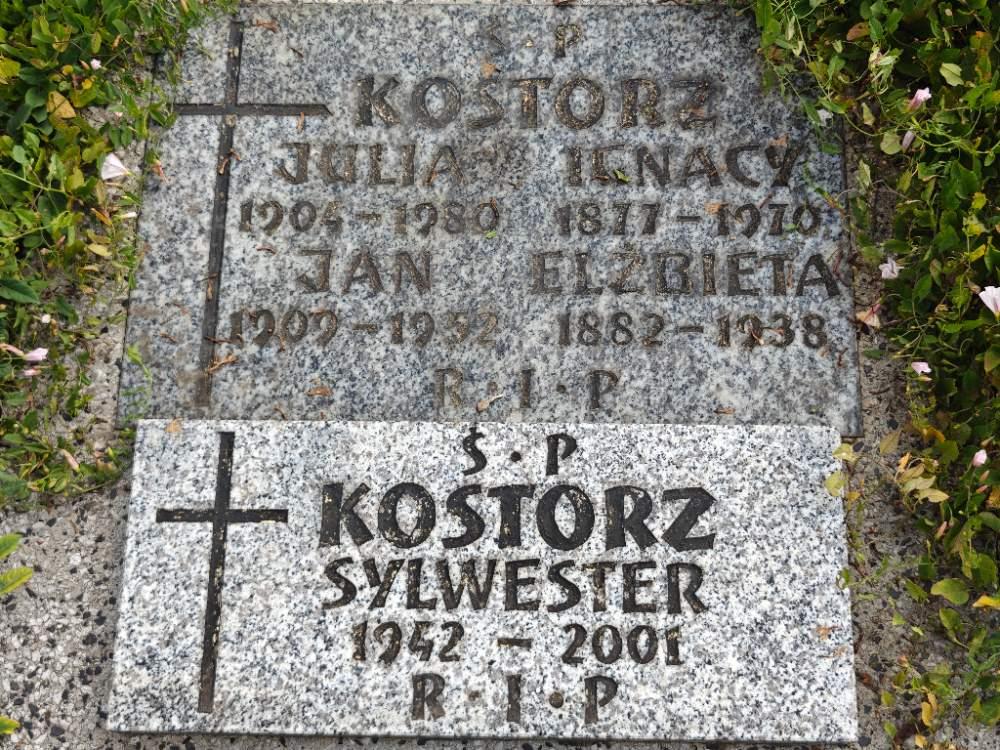 Ś · P
KOSTORZ
JULIA IGNACY
1904-1980 1877-1970
JAN ELŻBIETA
1909-1952 1882-1938
R · I · P
Ś · P
KOSTORZ
SYLWESTER
1942 - 2001
R · I · P